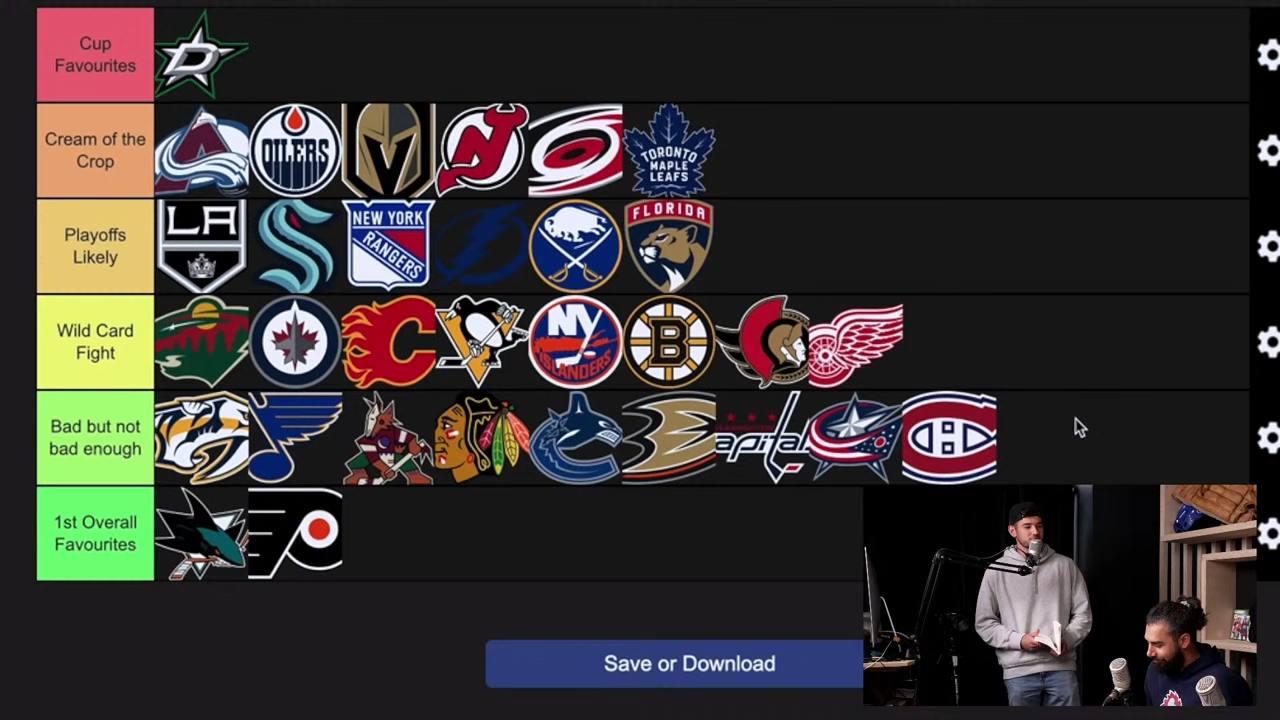 Cup
Favourites
Cream of the
Crop
OILERS
TORONTO
MAPLE
LEAFS
Playoffs
Likely
LA
NEW YORK
RANGERS
FLORIDA
Wild Card
Fight
NY
ISLANDERS
B
Bad but not
bad enough
capitals
1st Overall
Favourites
Save or Download